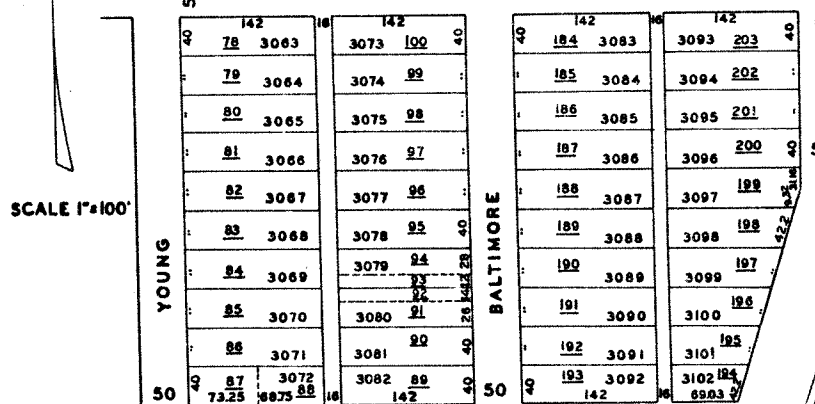 S
142 16 142 142 16 142
40 78 3063 3073 100 40 40 184 3083 3093 203 40
79 3064 3074 99 185 3084 3094 202
80 3065 3075 98 186 3085 3095 201
81 3066 3076 97 187 3086 3096 200 40
82 3067 3077 96 188 3087 3097 199
SCALE 1"=100'
83 3068 3078 95 40 189 3088 3098 198 42.2
84 3069 3079 94 28 190 3089 3099 197
93
92
YOUNG
BALTIMORE
85 3070 3080 91 26 191 3090 3100 196
86 3071 3081 90 40 192 3091 3101 195
50 40 87 3072 88 3082 89 40 50 40 193 3092 3102 194
73.25 68.75 16 142 142 16 69.03